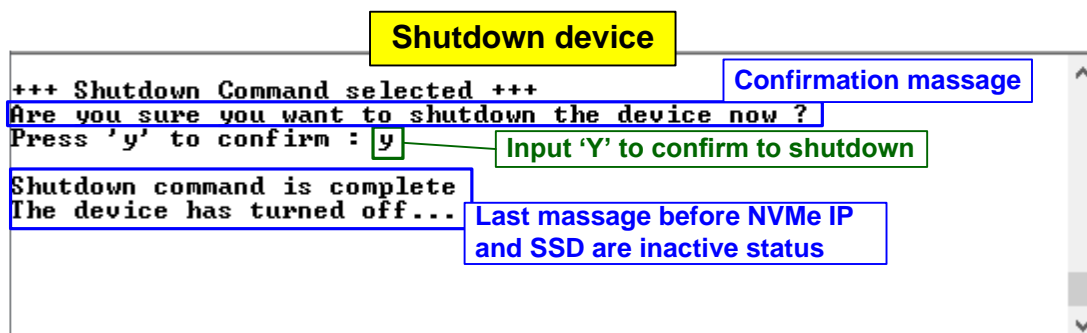 Shutdown device
+++ Shutdown Command selected +++
Confirmation massage
Are you sure you want to shutdown the device now ?
Press 'y' to confirm : y
Input ‘Y’ to confirm to shutdown
Shutdown command is complete
The device has turned off...
Last massage before NVMe IP
and SSD are inactive status